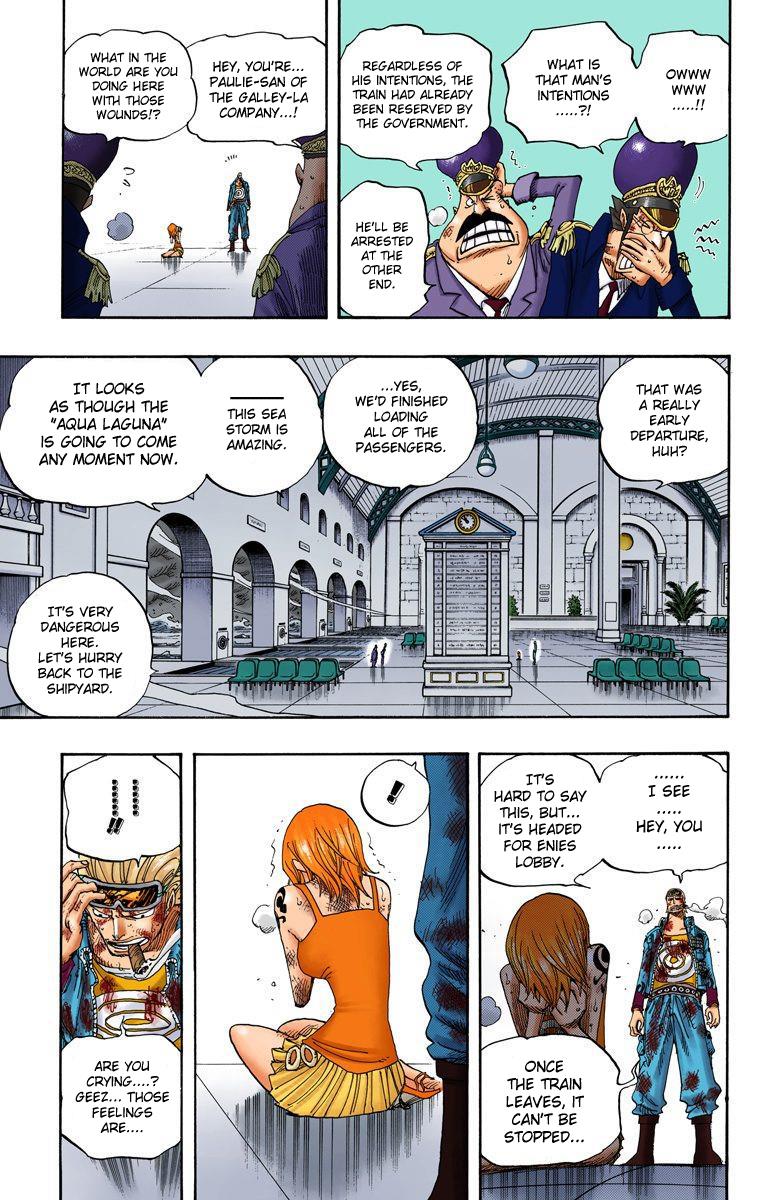 OWWW
WWW
.....!!
WHAT IS
THAT MAN'S
INTENTIONS
.....?!
REGARDLESS OF
HIS INTENTIONS, THE
TRAIN HAD ALREADY
BEEN RESERVED BY
THE GOVERNMENT.
HE'LL BE
ARRESTED
AT THE
OTHER
END.
HEY, YOU'RE...
PAULIE-SAN
OF THE
GALLEY-LA
COMPANY...!
WHAT IN THE
WORLD ARE YOU
DOING HERE
WITH THOSE
WOUNDS!?
THAT WAS
A REALLY
EARLY
DEPARTURE,
HUH?
...YES,
WE'D FINISHED
LOADING
ALL OF THE
PASSENGERS.
THIS SEA
STORM IS
AMAZING.
IT LOOKS
AS THOUGH THE
"AQUA LAGUNA"
IS GOING TO COME
ANY MOMENT NOW.
IT'S VERY
DANGEROUS
HERE.
LET'S HURRY
BACK TO THE
SHIPYARD.
......
I SEE
.....
HEY, YOU
.....
IT'S
HARD TO SAY
THIS, BUT...
IT'S HEADED
FOR ENIES
LOBBY.
ONCE
THE TRAIN
LEAVES, IT
CAN'T BE
STOPPED...
!!
..........!!
ARE YOU
CRYING....?
GEEZ... THOSE
FEELINGS
ARE....